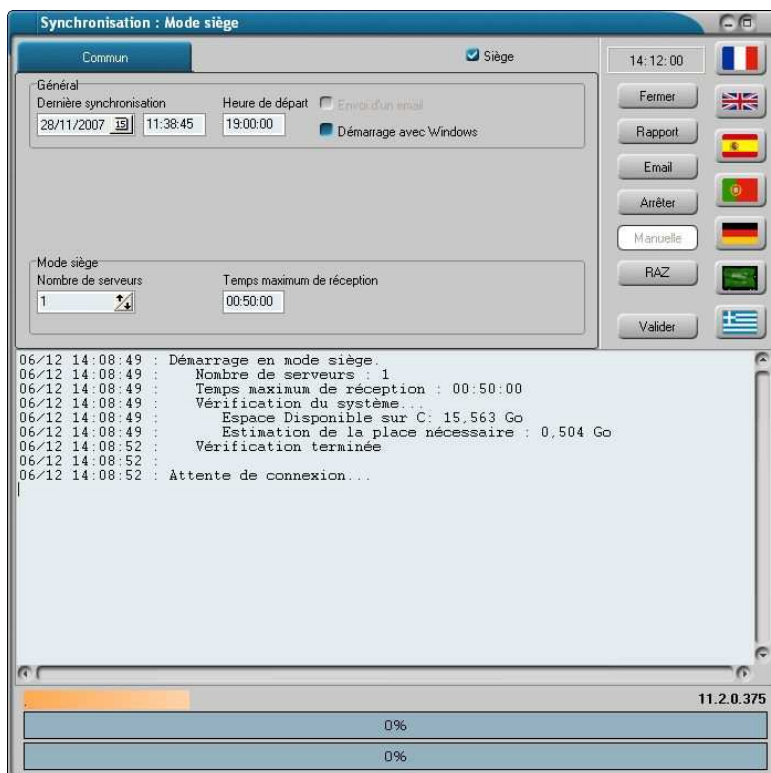 Synchronisation : Mode siège
Commun
Siège
14:12:00
Général
Dernière synchronisation
Heure de départ
Envoi d'un email
28/11/2007
15
11:38:45
19:00:00
Démarrage avec Windows
Fermer
Rapport
Email
Arrêter
Manuelle
RAZ
Valider
Mode siège
Nombre de serveurs
Temps maximum de réception
1
00:50:00
06/12 14:08:49 : Démarrage en mode siège.
06/12 14:08:49 : Nombre de serveurs : 1
06/12 14:08:49 : Temps maximum de réception : 00:50:00
06/12 14:08:49 : Vérification du système...
06/12 14:08:49 : Espace Disponible sur C: 15,563 Go
06/12 14:08:49 : Estimation de la place nécessaire : 0,504 Go
06/12 14:08:52 : Vérification terminée
06/12 14:08:52 :
06/12 14:08:52 : Attente de connexion...
11.2.0.375
0%
0%